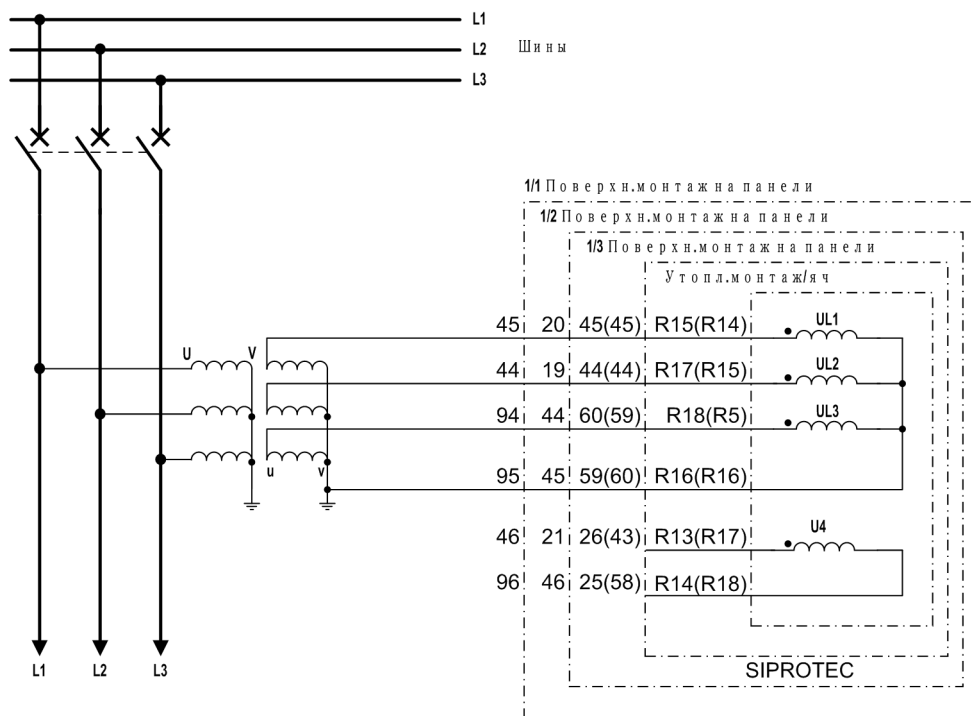 L1
L2 Шины
L3
1/1 Поверхн.монтаж на панели
1/2 Поверхн.монтаж на панели
1/3 Поверхн.монтаж на панели
Утопл.монтаж/яч
45 20 45(45) R15(R14) UL1
U V
44 19 44(44) R17(R15) UL2
94 44 60(59) R18(R5) UL3
u v
95 45 59(60) R16(R16)
46 21 26(43) R13(R17) U4
96 46 25(58) R14(R18)
L1 L2 L3
SIPROTEC